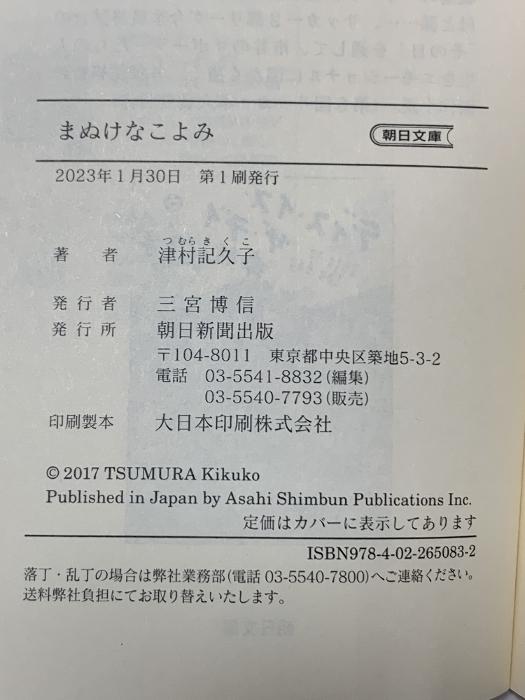 まぬけなこよみ
朝日文庫
2023年1月30日　第1刷発行
つむらきくこ
著　者　津村記久子
発行者　三宮博信
発行所　朝日新聞出版
〒104-8011　東京都中央区築地5-3-2
電話　03-5541-8832(編集)
03-5540-7793(販売)
印刷製本　大日本印刷株式会社
© 2017 TSUMURA Kikuko
Published in Japan by Asahi Shimbun Publications Inc.
定価はカバーに表示してあります
ISBN978-4-02-265083-2
落丁・乱丁の場合は弊社業務部(電話 03-5540-7800)へご連絡ください。
送料弊社負担にてお取り替えいたします。